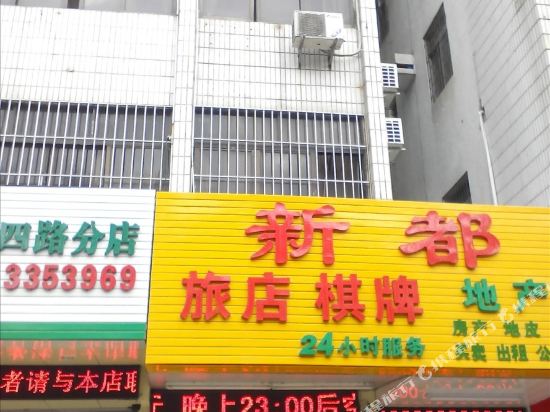 四路分店
3353969
者请与本店联
新都
旅店 棋牌
24小时服务
地产
房产 地皮
买卖 出租 公
晚上23:00后